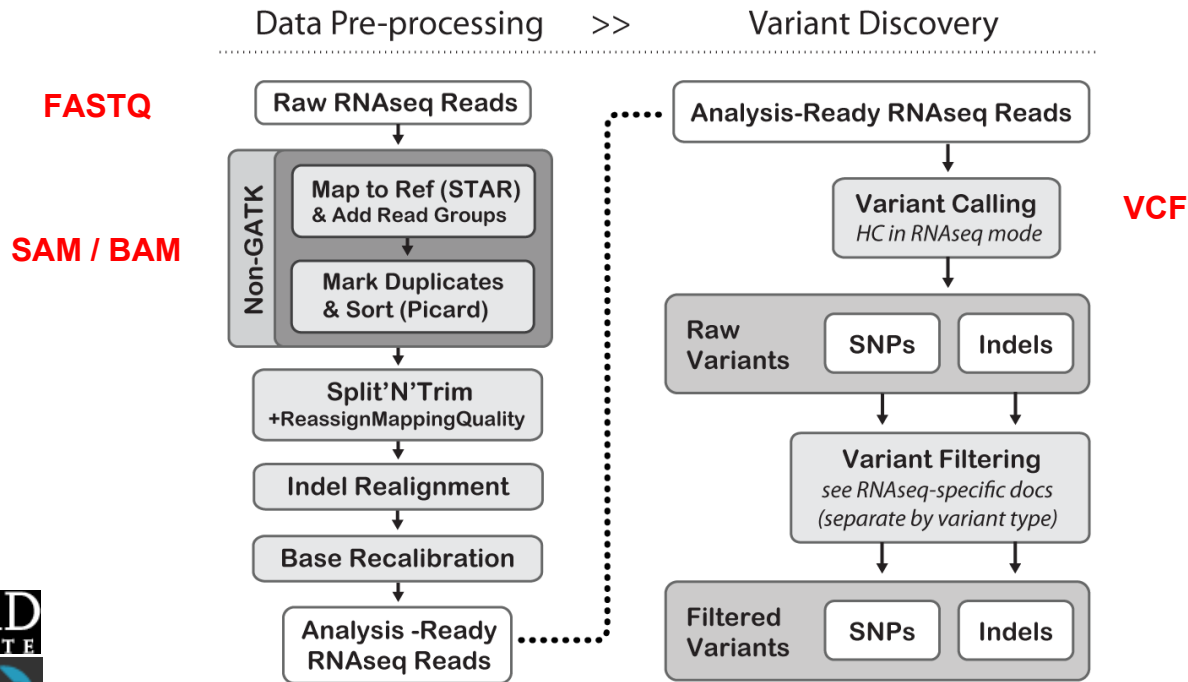 Data Pre-processing >> Variant Discovery
FASTQ
Raw RNAseq Reads
Non-GATK
Map to Ref (STAR)
& Add Read Groups
SAM / BAM
Mark Duplicates
& Sort (Picard)
Split'N'Trim
+ReassignMappingQuality
Indel Realignment
Base Recalibration
Analysis -Ready
RNAseq Reads
Analysis-Ready RNAseq Reads
Variant Calling
HC in RNAseq mode
VCF
Raw
Variants
SNPs
Indels
Variant Filtering
see RNAseq-specific docs
(separate by variant type)
Filtered
Variants
SNPs
Indels